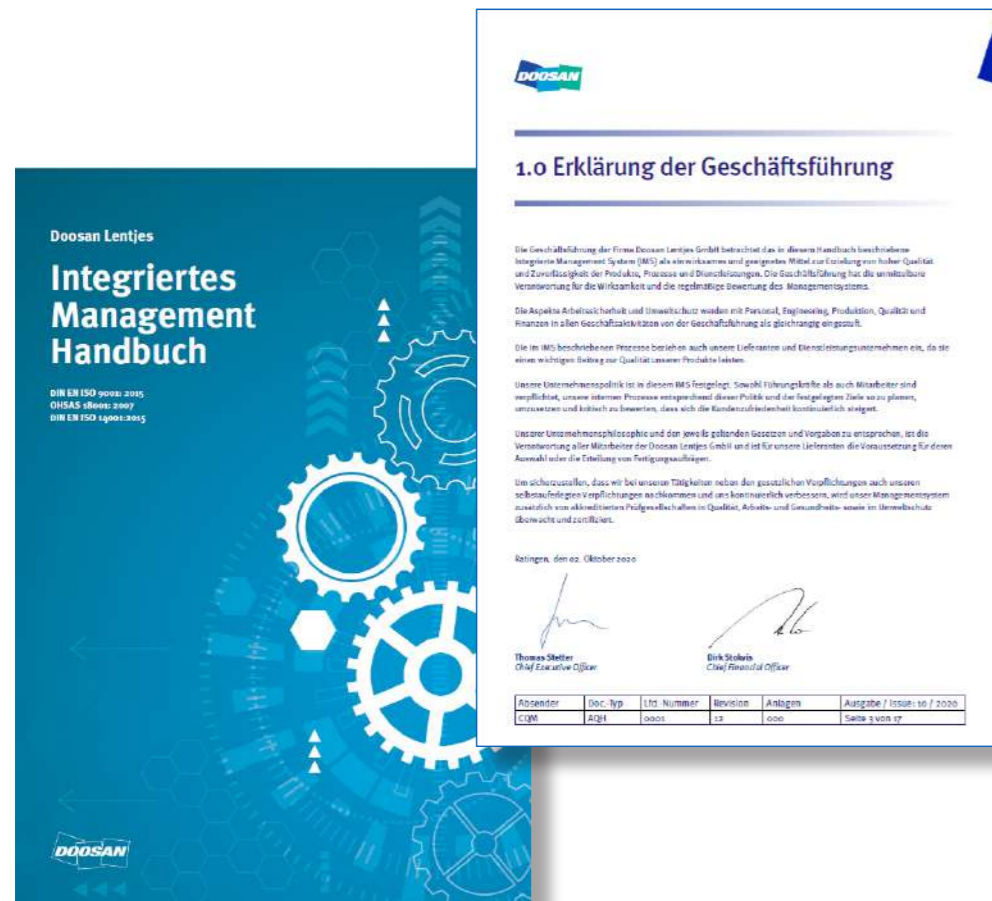 Doosan Lentjes
Integriertes
Management
Handbuch
DIN EN ISO 9001: 2015
OHSAS 18001: 2007
DIN EN ISO 14001:2015
DOOSAN
DOOSAN
1.0 Erklärung der Geschäftsführung
Die Geschäftsführung der Firma Doosan Lentjes GmbH betrachtet das in diesem Handbuch beschriebene
Integrierte Management System (IMS) als ein wirksames und geeignetes Mittel zur Erzielung von hoher Qualität
und Zuverlässigkeit der Produkte, Prozesse und Dienstleistungen. Die Geschäftsführung hat die unmittelbare
Verantwortung für die Wirksamkeit und die regelmäßige Bewertung des Managementsystems.
Die Aspekte Arbeitssicherheit und Umweltschutz werden mit Personal, Engineering, Produktion, Qualität und
Finanzen in allen Geschäftsaktivitäten von der Geschäftsführung als gleichrangig eingestuft.
Die im IMS beschriebenen Prozesse beziehen auch unsere Lieferanten und Dienstleistungsunternehmen ein, da sie
einen wichtigen Beitrag zur Qualität unserer Produkte leisten.
Unsere Unternehmenspolitik ist in diesem IMS festgelegt. Sowohl Führungskräfte als auch Mitarbeiter sind
verpflichtet, unsere internen Prozesse entsprechend dieser Politik und der festgelegten Ziele so zu planen,
umzusetzen und kritisch zu bewerten, dass sich die Kundenzufriedenheit kontinuierlich steigert.
Unserer Unternehmensphilosophie und den jeweils geltenden Gesetzen und Vorgaben zu entsprechen, ist die
Verantwortung aller Mitarbeiter der Doosan Lentjes GmbH und ist für unsere Lieferanten die Voraussetzung für deren
Auswahl oder die Erteilung von Fertigungsaufträgen.
Um sicherzustellen, dass wir bei unseren Tätigkeiten neben den gesetzlichen Verpflichtungen auch unseren
selbstauferlegten Verpflichtungen nachkommen und uns kontinuierlich verbessern, wird unser Managementsystem
zusätzlich von akkreditierten Prüfgesellschaften in Qualität, Arbeits- und Gesundheits- sowie im Umweltschutz
überwacht und zertifiziert.
Ratingen, den 02. Oktober 2020
Thomas Stetter
Chief Executive Officer
Dirk Stokvis
Chief Financial Officer
Absender Doc.-Typ Lfd.-Nummer Revision Anlagen Ausgabe / Issue: 10 / 2020
CQM AQH 0001 12 000 Seite 3 von 17